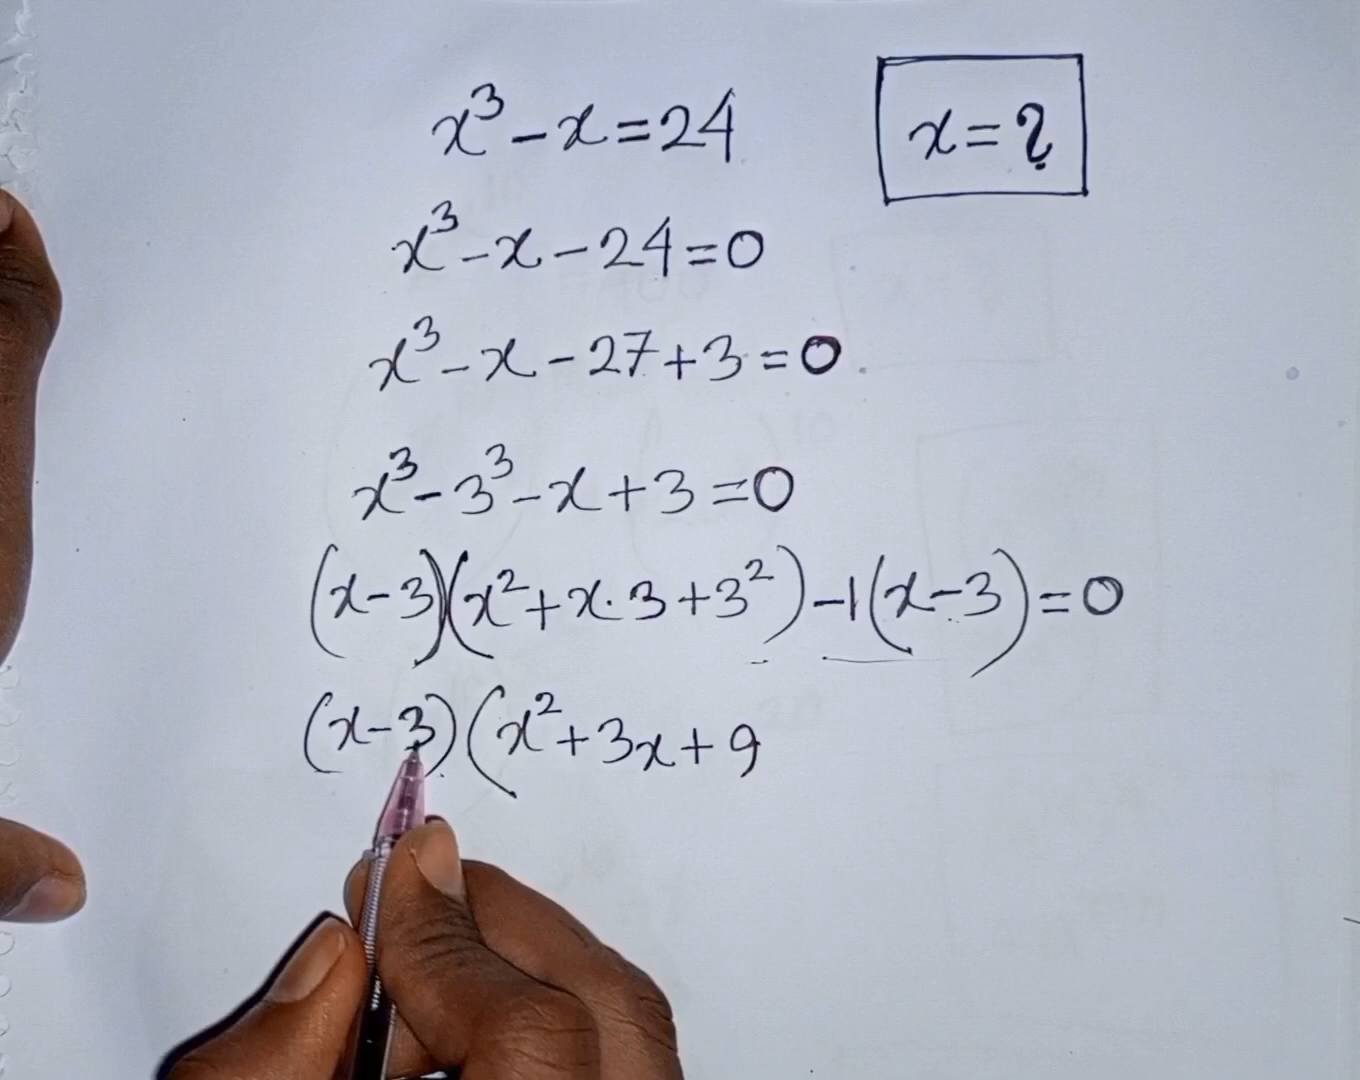 x³-x=24
x=?
x³-x-24=0
x³-x-27+3=0
x³-3³-x+3=0
(x-3)(x²+x.3+3²)-1(x-3)=0
(x-3)(x²+3x+9